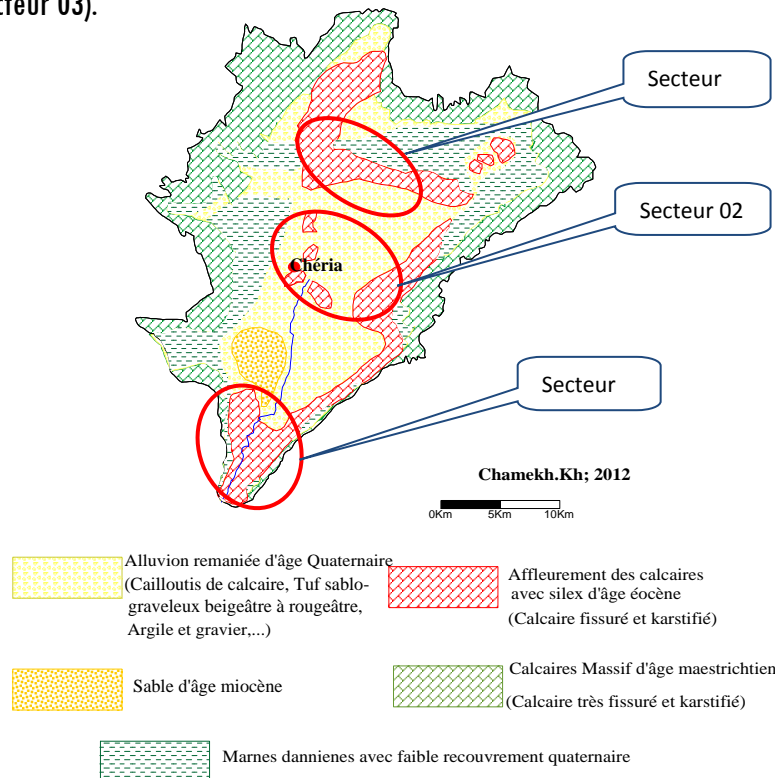 teur 03).
Secteur
Secteur 02
Chéria
Secteur
Chamekh.Kh; 2012
0Km 5Km 10Km
Alluvion remaniée d'âge Quaternaire
(Cailloutis de calcaire, Tuf sablo-
graveleux beigeâtre à rougeâtre,
Argile et gravier,...)
Affleurement des calcaires
avec silex d'âge éocène
(Calcaire fissuré et karstifié)
Sable d'âge miocène
Calcaires Massif d'âge maestrichtien
(Calcaire très fissuré et karstifié)
Marnes danniennes avec faible recouvrement quaternaire